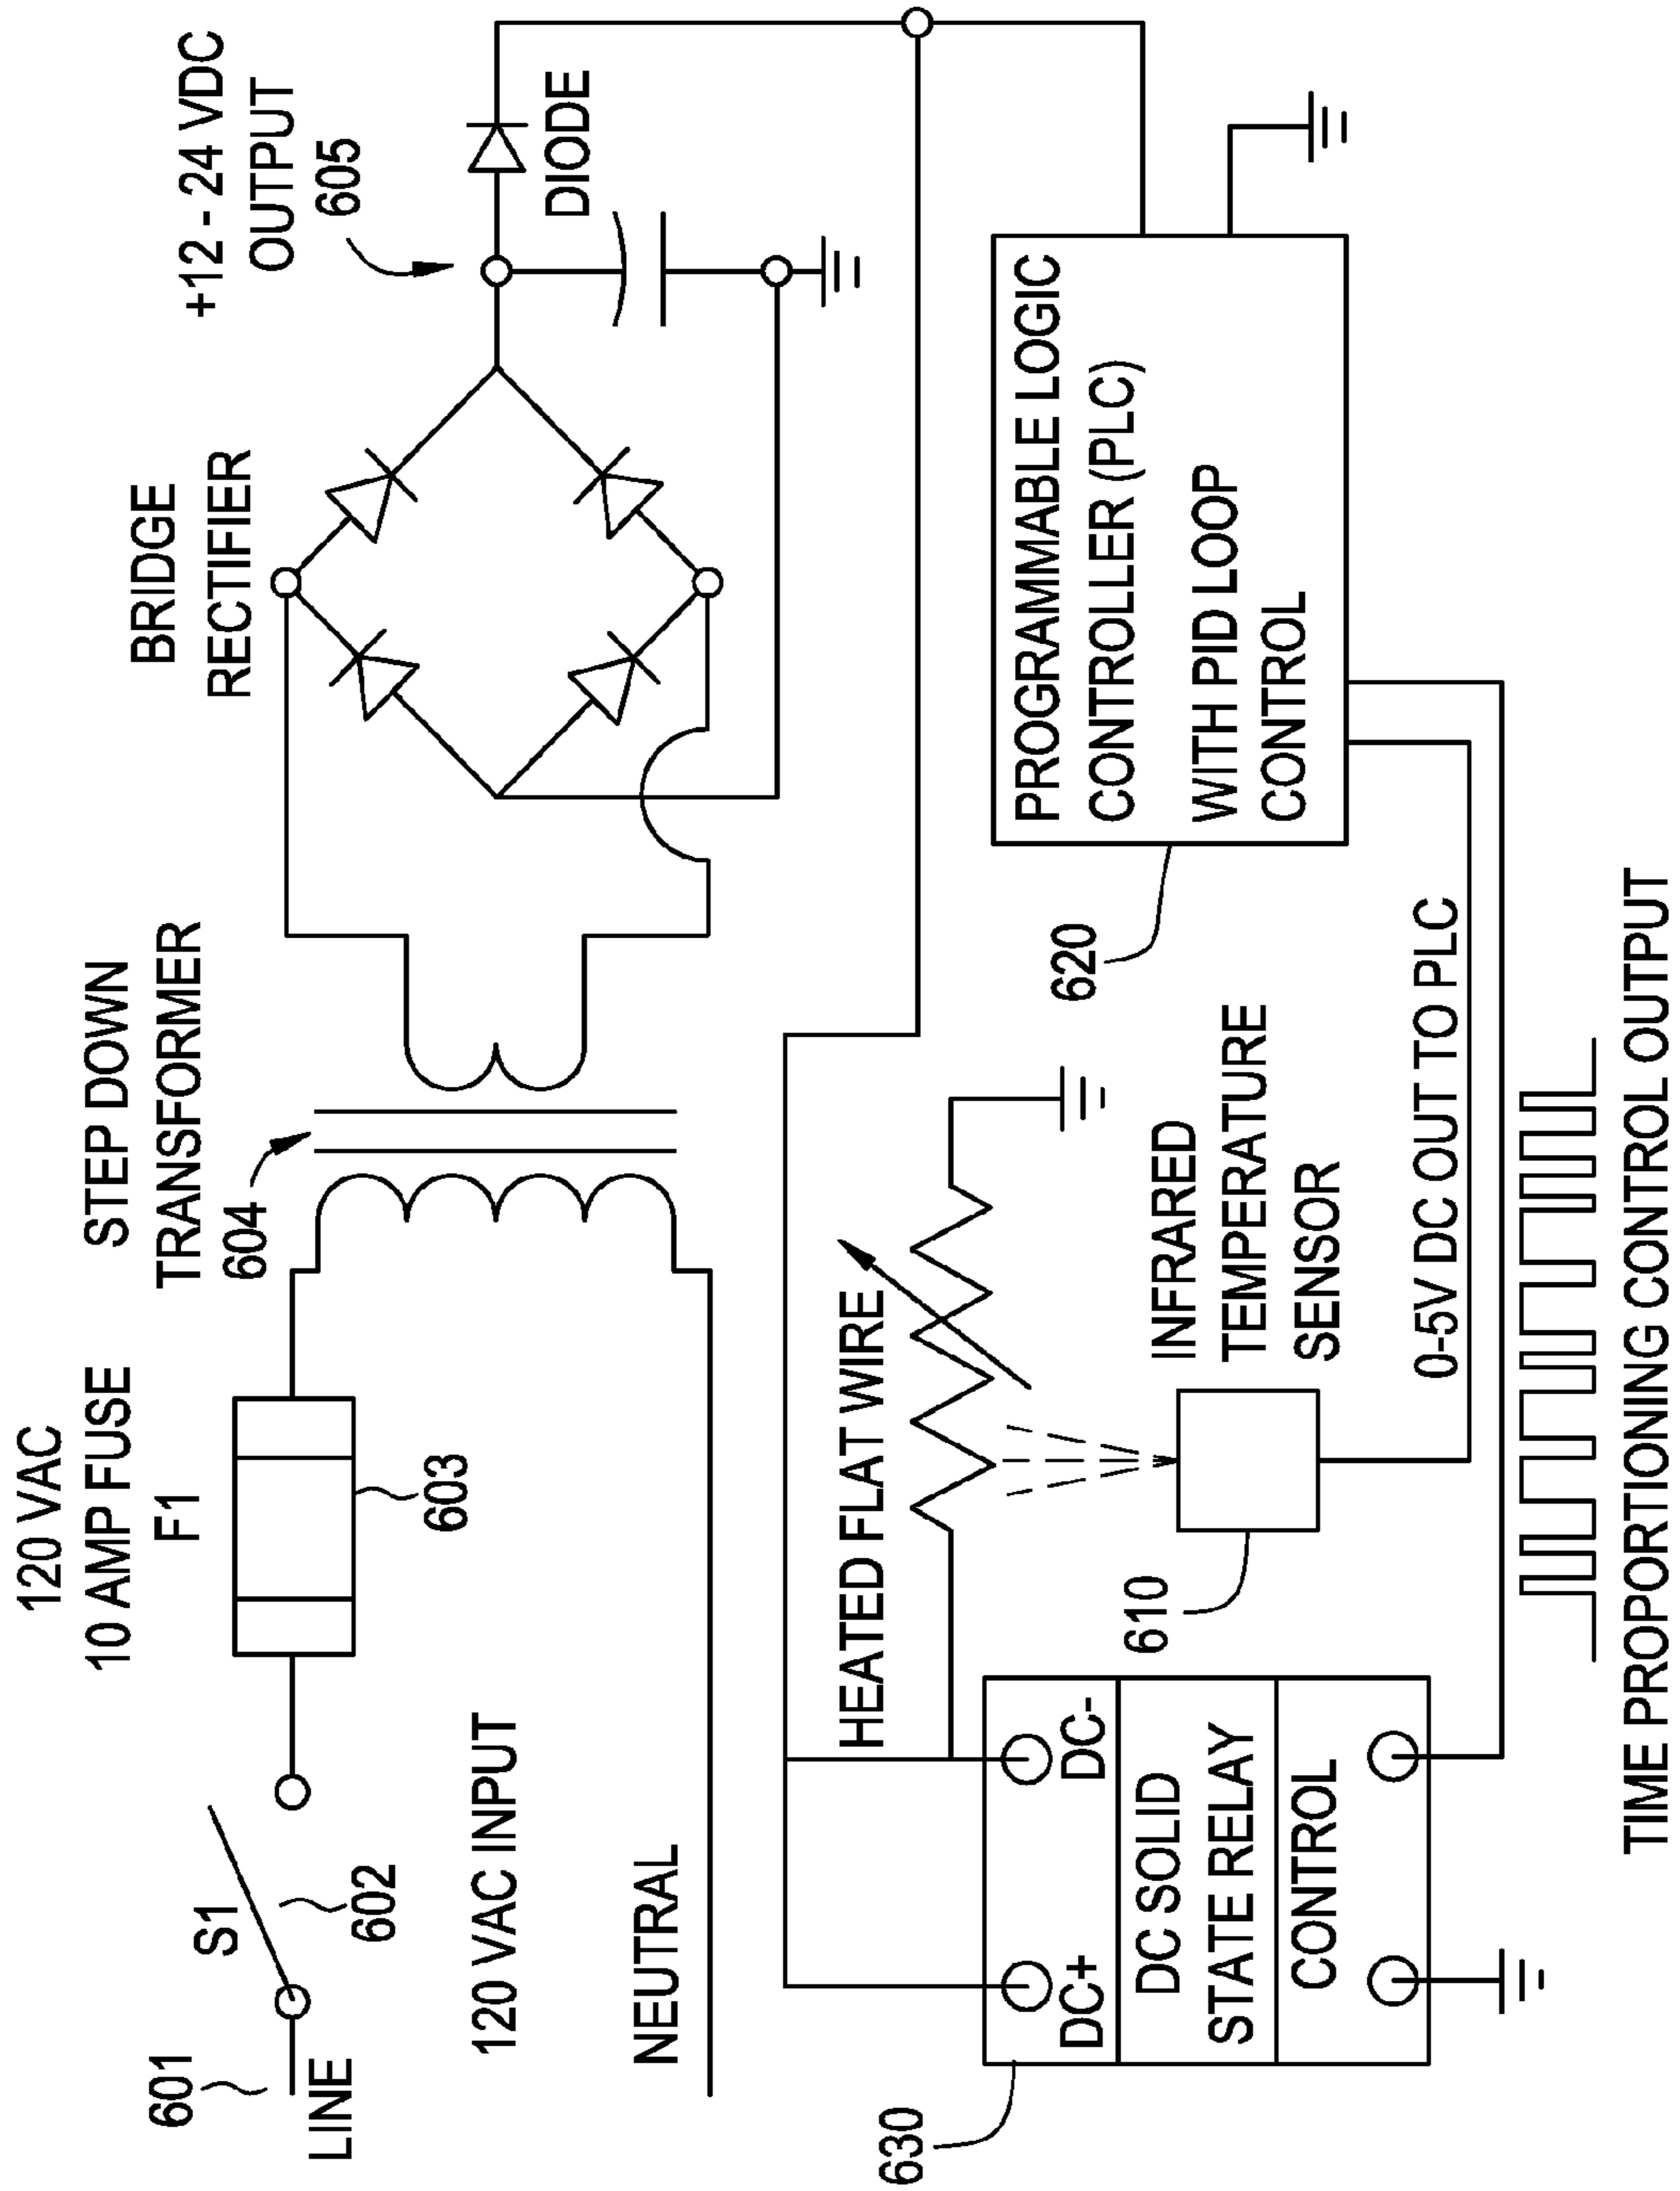 120 VAC
10 AMP FUSE
F1
603
S1
602
601
LINE
120 VAC INPUT
NEUTRAL
STEP DOWN
TRANSFORMER
604
BRIDGE
RECTIFIER
+12 - 24 VDC
OUTPUT
605
DIODE
HEATED FLAT WIRE
630
DC+
DC-
DC SOLID
STATE RELAY
CONTROL
610
INFRARED
TEMPERATURE
SENSOR
0-5V DC OUT TO PLC
620
PROGRAMMABLE LOGIC
CONTROLLER (PLC)
WITH PID LOOP
CONTROL
TIME PROPORTIONING CONTROL OUTPUT